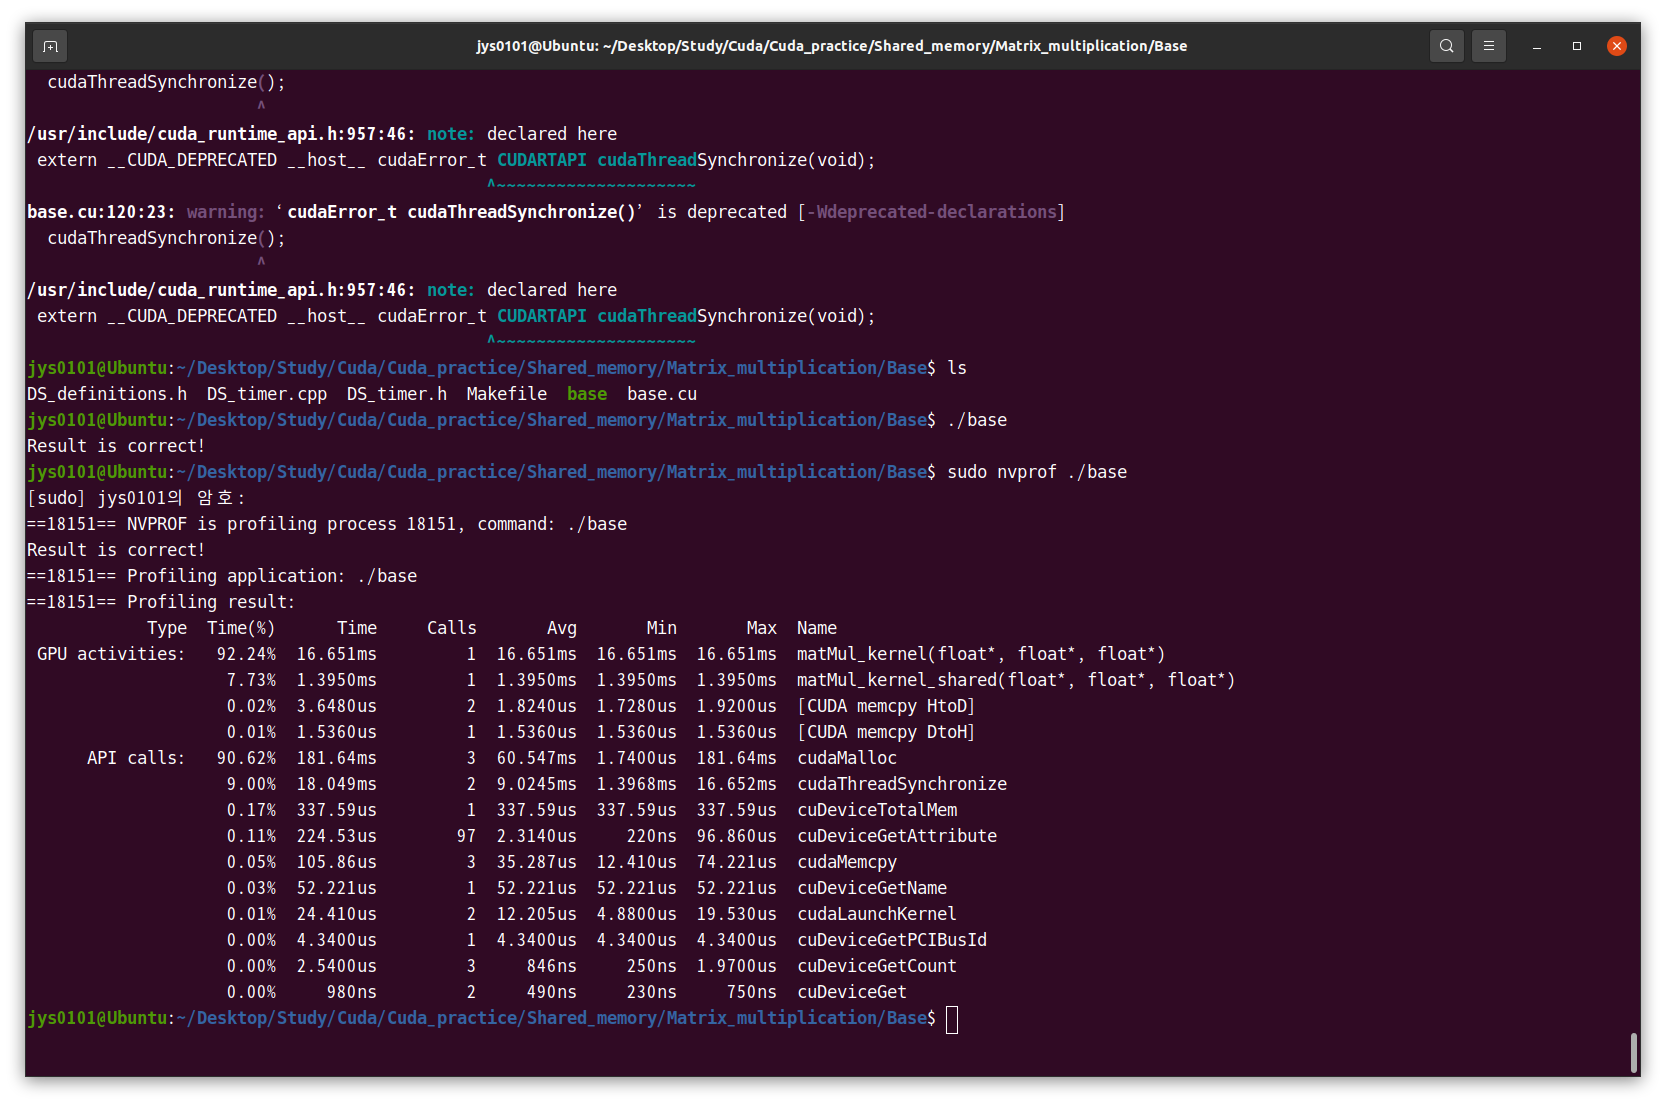 jys0101@Ubuntu: ~/Desktop/Study/Cuda/Cuda_practice/Shared_memory/Matrix_multiplication/Base
cudaThreadSynchronize();
^
/usr/include/cuda_runtime_api.h:957:46: note: declared here
extern __CUDA_DEPRECATED __host__ cudaError_t CUDARTAPI cudaThreadSynchronize(void);
^~~~~~~~~~~~~~~~~~~~~
base.cu:120:23: warning: ‘cudaError_t cudaThreadSynchronize()’ is deprecated [-Wdeprecated-declarations]
cudaThreadSynchronize();
^
/usr/include/cuda_runtime_api.h:957:46: note: declared here
extern __CUDA_DEPRECATED __host__ cudaError_t CUDARTAPI cudaThreadSynchronize(void);
^~~~~~~~~~~~~~~~~~~~~
jys0101@Ubuntu:~/Desktop/Study/Cuda/Cuda_practice/Shared_memory/Matrix_multiplication/Base$ ls
DS_definitions.h  DS_timer.cpp  DS_timer.h  Makefile  base  base.cu
jys0101@Ubuntu:~/Desktop/Study/Cuda/Cuda_practice/Shared_memory/Matrix_multiplication/Base$ ./base
Result is correct!
jys0101@Ubuntu:~/Desktop/Study/Cuda/Cuda_practice/Shared_memory/Matrix_multiplication/Base$ sudo nvprof ./base
[sudo] jys0101의 암호:
==18151== NVPROF is profiling process 18151, command: ./base
Result is correct!
==18151== Profiling application: ./base
==18151== Profiling result:
Type  Time(%)      Time     Calls       Avg       Min       Max  Name
GPU activities:   92.24%  16.651ms         1  16.651ms  16.651ms  16.651ms  matMul_kernel(float*, float*, float*)
7.73%  1.3950ms         1  1.3950ms  1.3950ms  1.3950ms  matMul_kernel_shared(float*, float*, float*)
0.02%  3.6480us         2  1.8240us  1.7280us  1.9200us  [CUDA memcpy HtoD]
0.01%  1.5360us         1  1.5360us  1.5360us  1.5360us  [CUDA memcpy DtoH]
API calls:   90.62%  181.64ms         3  60.547ms  1.7400us  181.64ms  cudaMalloc
9.00%  18.049ms         2  9.0245ms  1.3968ms  16.652ms  cudaThreadSynchronize
0.17%  337.59us         1  337.59us  337.59us  337.59us  cuDeviceTotalMem
0.11%  224.53us        97  2.3140us     220ns  96.860us  cuDeviceGetAttribute
0.05%  105.86us         3  35.287us  12.410us  74.221us  cudaMemcpy
0.03%  52.221us         1  52.221us  52.221us  52.221us  cuDeviceGetName
0.01%  24.410us         2  12.205us  4.8800us  19.530us  cudaLaunchKernel
0.00%  4.3400us         1  4.3400us  4.3400us  4.3400us  cuDeviceGetPCIBusId
0.00%  2.5400us         3     846ns     250ns  1.9700us  cuDeviceGetCount
0.00%     980ns         2     490ns     230ns     750ns  cuDeviceGet
jys0101@Ubuntu:~/Desktop/Study/Cuda/Cuda_practice/Shared_memory/Matrix_multiplication/Base$